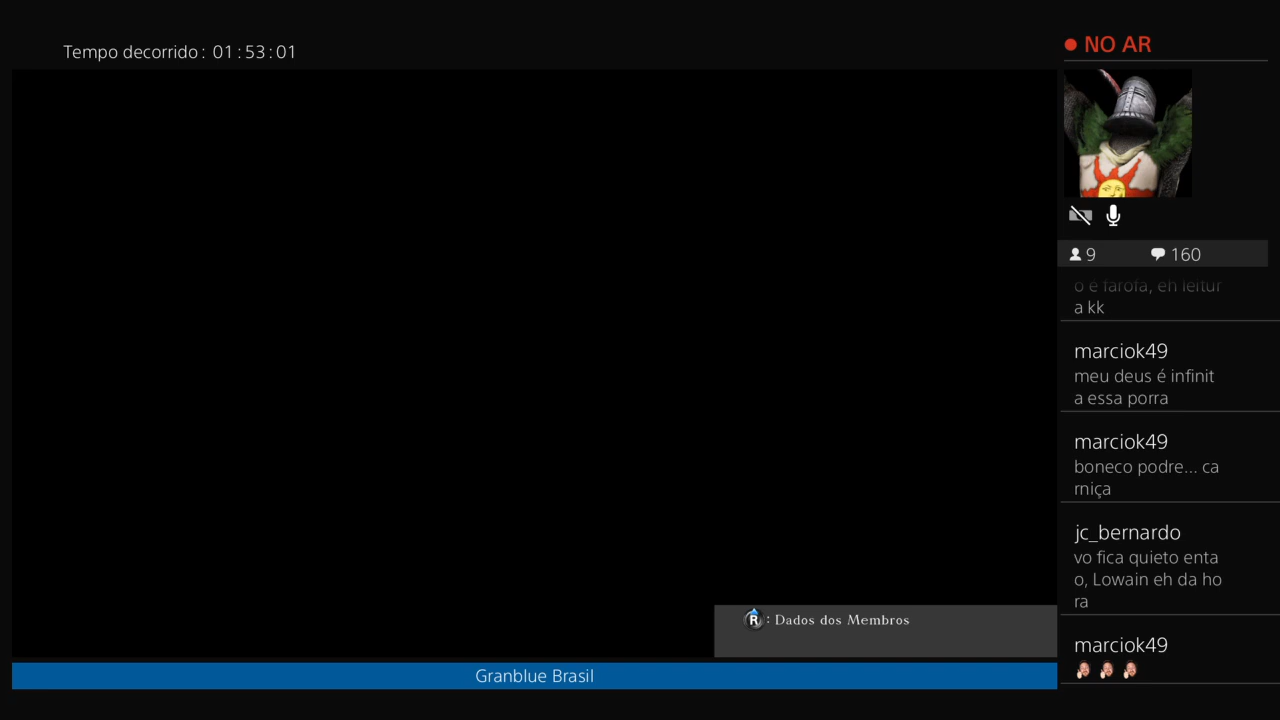 Tempo decorrido: 01:53:01
NO AR
9 160
o é farofa, eh leitur
a kk
marciok49
meu deus é infinit
a essa porra
marciok49
boneco podre... ca
rniça
jc_bernardo
vo fica quieto enta
o, Lowain eh da ho
ra
marciok49
R : Dados dos Membros
Granblue Brasil